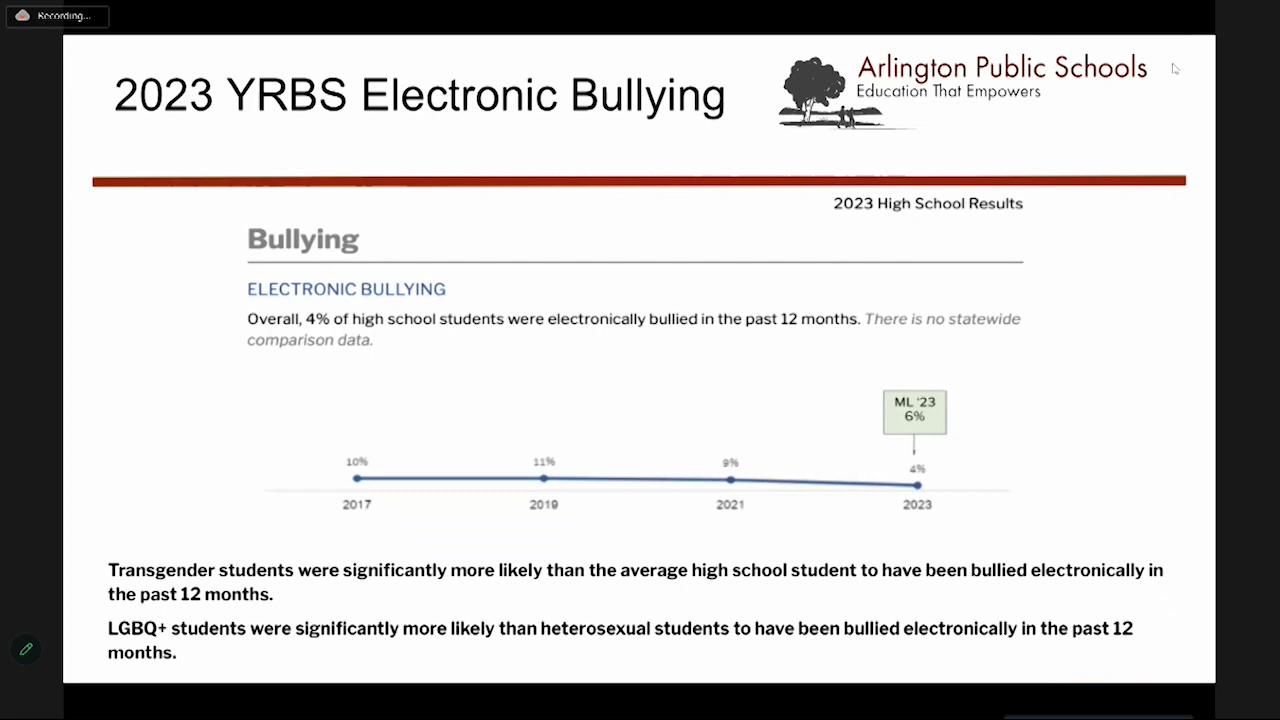 Recording...
2023 YRBS Electronic Bullying
Arlington Public Schools
Education That Empowers
2023 High School Results
Bullying
ELECTRONIC BULLYING
Overall, 4% of high school students were electronically bullied in the past 12 months. There is no statewide
comparison data.
ML '23
6%
10% 11% 9% 4%
2017 2019 2021 2023
Transgender students were significantly more likely than the average high school student to have been bullied electronically in
the past 12 months.
LGBQ+ students were significantly more likely than heterosexual students to have been bullied electronically in the past 12
months.